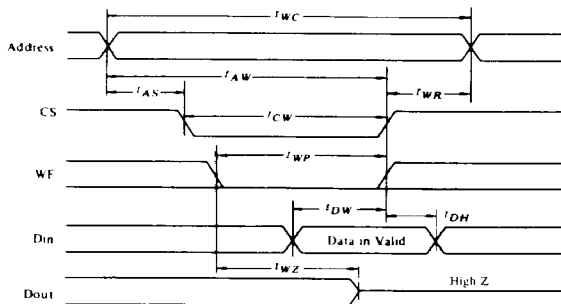 tWC
Address
tAW
tAS
tWR
CS
tCW
WE
tWP
tDW
tDH
Din
Data in Valid
tWZ
High Z
Dout